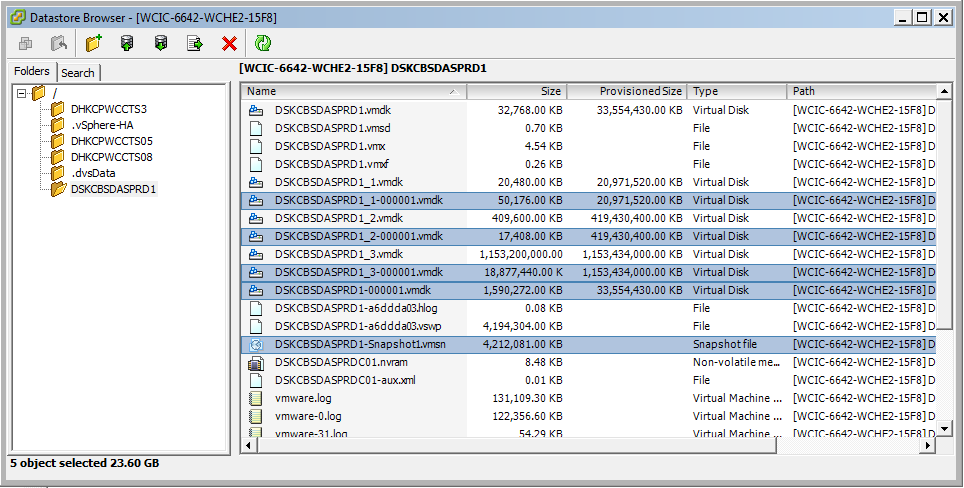 Datastore Browser - [WCIC-6642-WCHE2-15F8]
Folders Search
[WCIC-6642-WCHE2-15F8] DSKCBSDASPRD1
/
DHKCPWCCTS3
.vSphere-HA
DHKCPWCCTS05
DHKCPWCCTS08
.dvsData
DSKCBSDASPRD1
Name Size Provisioned Size Type Path
DSKCBSDASPRD1.vmdk 32,768.00 KB 33,554,430.00 KB Virtual Disk [WCIC-6642-WCHE2-15F8] D
DSKCBSDASPRD1.vmsd 0.70 KB File [WCIC-6642-WCHE2-15F8] D
DSKCBSDASPRD1.vmx 4.54 KB File [WCIC-6642-WCHE2-15F8] D
DSKCBSDASPRD1.vmxf 0.26 KB File [WCIC-6642-WCHE2-15F8] D
DSKCBSDASPRD1_1.vmdk 20,480.00 KB 20,971,520.00 KB Virtual Disk [WCIC-6642-WCHE2-15F8] D
DSKCBSDASPRD1_1-000001.vmdk 50,176.00 KB 20,971,520.00 KB Virtual Disk [WCIC-6642-WCHE2-15F8] D
DSKCBSDASPRD1_2.vmdk 409,600.00 KB 419,430,400.00 KB Virtual Disk [WCIC-6642-WCHE2-15F8] D
DSKCBSDASPRD1_2-000001.vmdk 17,408.00 KB 419,430,400.00 KB Virtual Disk [WCIC-6642-WCHE2-15F8] D
DSKCBSDASPRD1_3.vmdk 1,153,200,000.00 1,153,434,000.00 KB Virtual Disk [WCIC-6642-WCHE2-15F8] D
DSKCBSDASPRD1_3-000001.vmdk 18,877,440.00 K 1,153,434,000.00 KB Virtual Disk [WCIC-6642-WCHE2-15F8] D
DSKCBSDASPRD1-000001.vmdk 1,590,272.00 KB 33,554,430.00 KB Virtual Disk [WCIC-6642-WCHE2-15F8] D
DSKCBSDASPRD1-a6ddda03.hlog 0.08 KB File [WCIC-6642-WCHE2-15F8] D
DSKCBSDASPRD1-a6ddda03.vswp 4,194,304.00 KB File [WCIC-6642-WCHE2-15F8] D
DSKCBSDASPRD1-Snapshot1.vmsn 4,212,081.00 KB Snapshot file [WCIC-6642-WCHE2-15F8] D
DSKCBSDASPRDC01.nvram 8.48 KB Non-volatile me... [WCIC-6642-WCHE2-15F8] D
DSKCBSDASPRDC01-aux.xml 0.01 KB File [WCIC-6642-WCHE2-15F8] D
vmware.log 131,109.30 KB Virtual Machine ... [WCIC-6642-WCHE2-15F8] D
vmware-0.log 122,356.60 KB Virtual Machine ... [WCIC-6642-WCHE2-15F8] D
vmware-31.log 54.29 KB Virtual Machine ... [WCIC-6642-WCHE2-15F8] D
5 object selected 23.60 GB